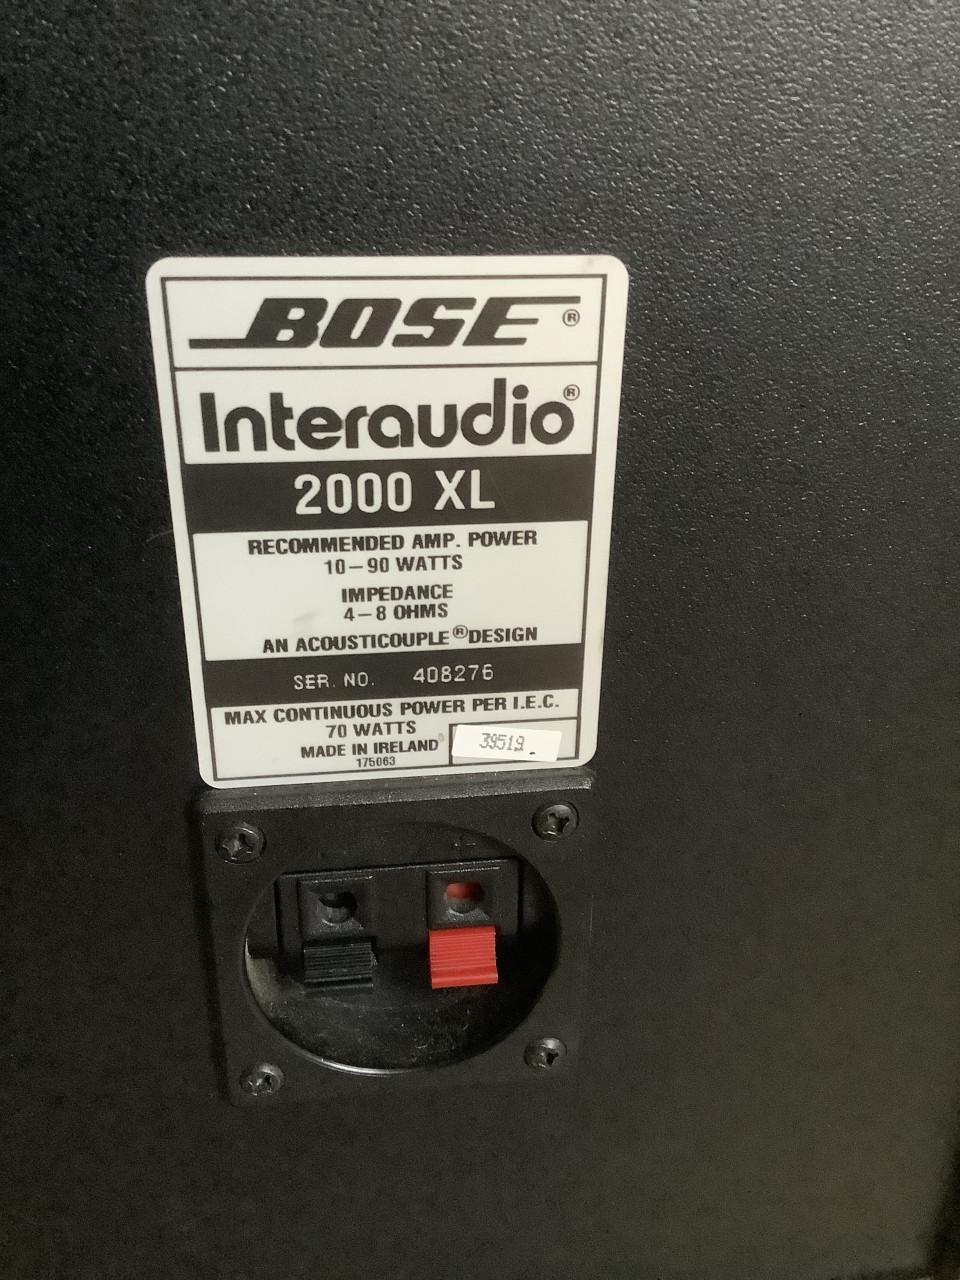 BOSE®
Interaudio®
2000 XL
RECOMMENDED AMP. POWER
10–90 WATTS
IMPEDANCE
4–8 OHMS
AN ACOUSTICOUPLE® DESIGN
SER. NO. 408276
MAX CONTINUOUS POWER PER I.E.C.
70 WATTS
MADE IN IRELAND
175063
39519